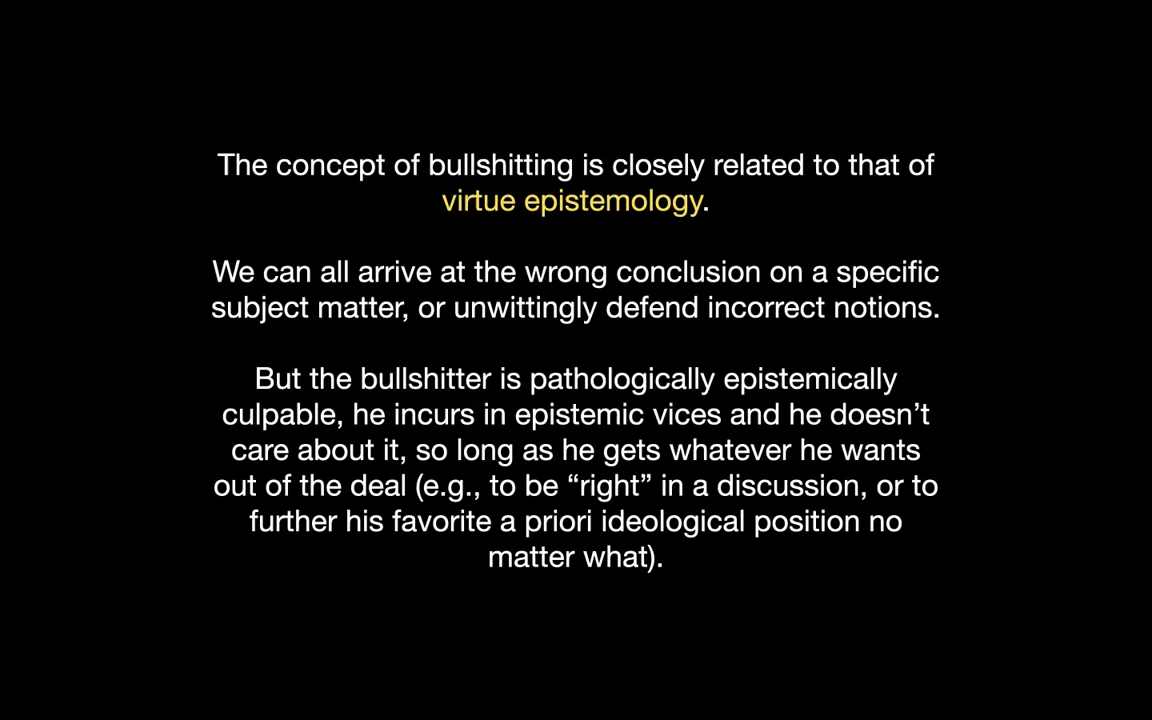 The concept of bullshitting is closely related to that of
virtue epistemology.
We can all arrive at the wrong conclusion on a specific
subject matter, or unwittingly defend incorrect notions.
But the bullshitter is pathologically epistemically
culpable, he incurs in epistemic vices and he doesn’t
care about it, so long as he gets whatever he wants
out of the deal (e.g., to be “right” in a discussion, or to
further his favorite a priori ideological position no
matter what).